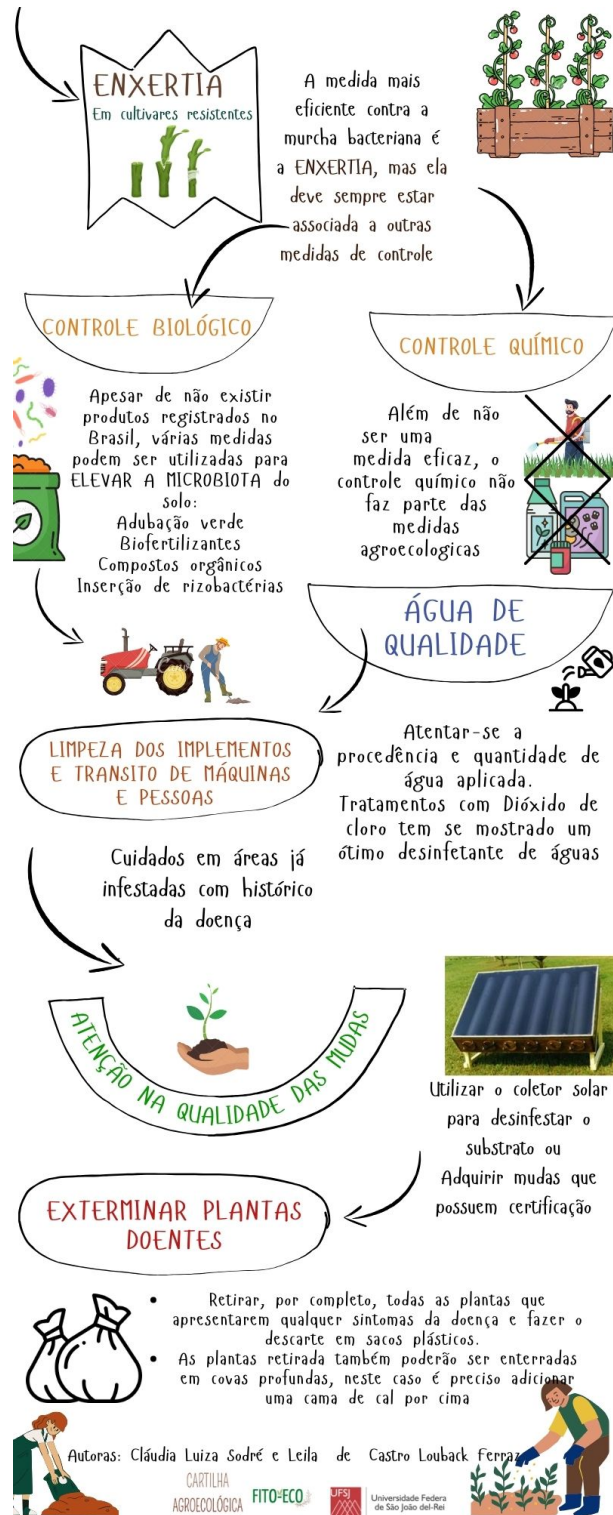 ENXERTIA
Em cultivares resistentes
A medida mais
eficiente contra a
murcha bacteriana é
a ENXERTIA, mas ela
deve sempre estar
associada a outras
medidas de controle
CONTROLE BIOLÓGICO
Apesar de não existir
produtos registrados no
Brasil, várias medidas
podem ser utilizadas para
ELEVAR A MICROBIOTA do
solo:
Adubação verde
Biofertilizantes
Compostos orgânicos
Inserção de rizobactérias
CONTROLE QUÍMICO
Além de não
ser uma
medida eficaz, o
controle químico não
faz parte das
medidas
agroecologicas
ÁGUA DE
QUALIDADE
Atentar-se a
procedência e quantidade de
água aplicada.
Tratamentos com Dióxido de
cloro tem se mostrado um
ótimo desinfetante de águas
LIMPEZA DOS IMPLEMENTOS
E TRANSITO DE MÁQUINAS
E PESSOAS
Cuidados em áreas já
infestadas com histórico
da doença
ATENÇÃO NA QUALIDADE DAS MUDAS
Utilizar o coletor solar
para desinfestar o
substrato ou
Adquirir mudas que
possuem certificação
EXTERMINAR PLANTAS
DOENTES
• Retirar, por completo, todas as plantas que
apresentarem qualquer sintomas da doença e fazer o
descarte em sacos plásticos.
• As plantas retirada também poderão ser enterradas
em covas profundas, neste caso é preciso adicionar
uma cama de cal por cima
Autoras: Cláudia Luiza Sodré e Leila de Castro Louback Ferraz
CARTILHA
AGROECOLÓGICA
FITO ECO
UFSJ
Universidade Federa
de São João del-Rei